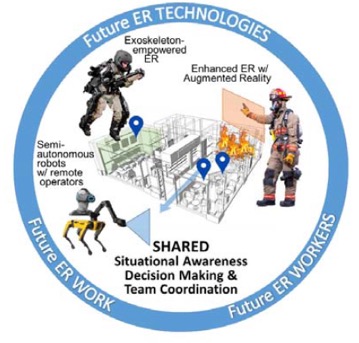 Future ER TECHNOLOGIES
Exoskeleton-
empowered
ER
Enhanced ER w/
Augmented Reality
Semi-
autonomous
robots
w/ remote
operators
SHARED
Situational Awareness
Decision Making &
Team Coordination
Future ER WORK
Future ER WORKERS